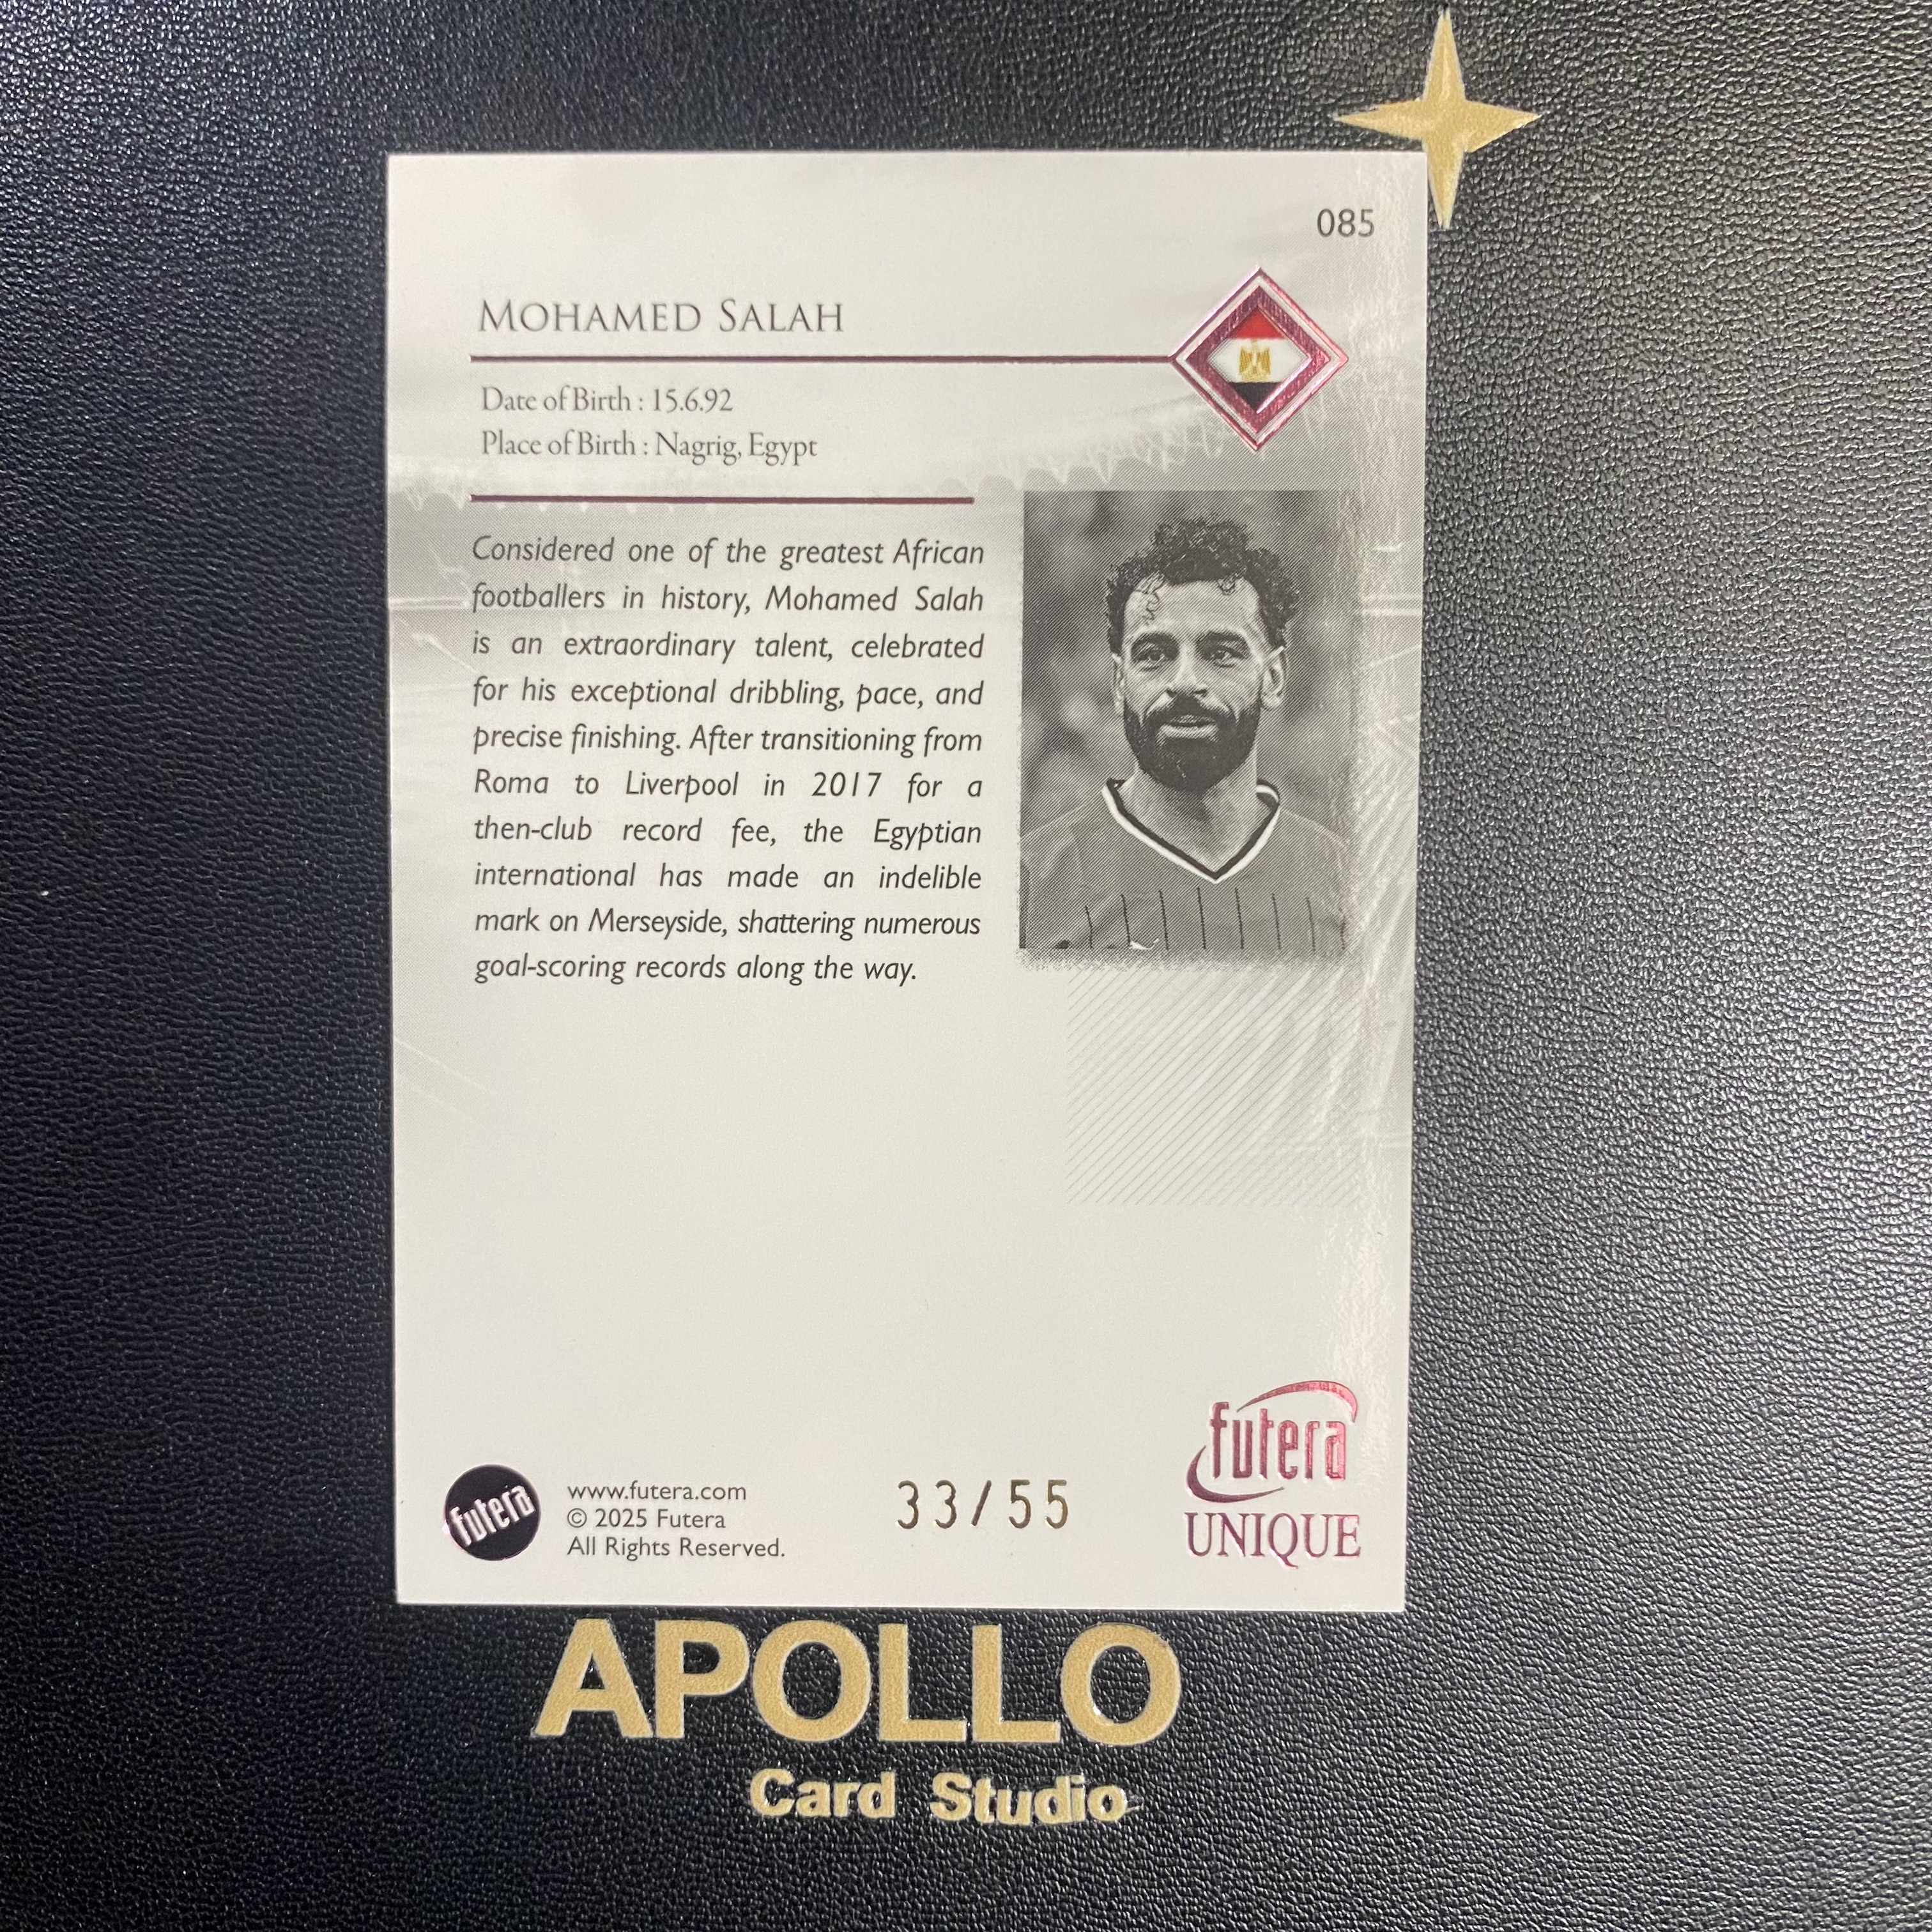 085
MOHAMED SALAH
Date of Birth : 15.6.92
Place of Birth : Nagrig, Egypt
Considered one of the greatest African
footballers in history, Mohamed Salah
is an extraordinary talent, celebrated
for his exceptional dribbling, pace, and
precise finishing. After transitioning from
Roma to Liverpool in 2017 for a
then-club record fee, the Egyptian
international has made an indelible
mark on Merseyside, shattering numerous
goal-scoring records along the way.
futera
www.futera.com
© 2025 Futera
All Rights Reserved.
33/55
futera
UNIQUE
APOLLO
Card Studio